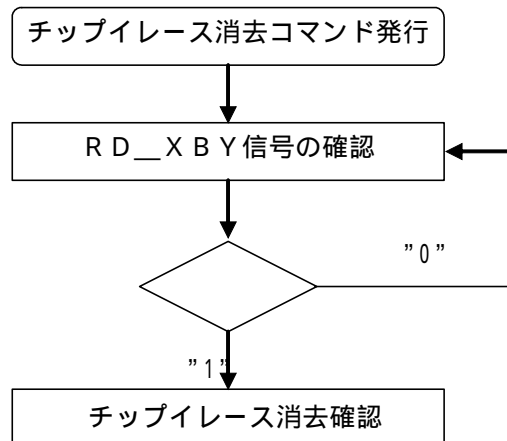 チップイレース消去コマンド発行
ＲＤ＿ＸＢＹ信号の確認
”0”
”1”
チップイレース消去確認